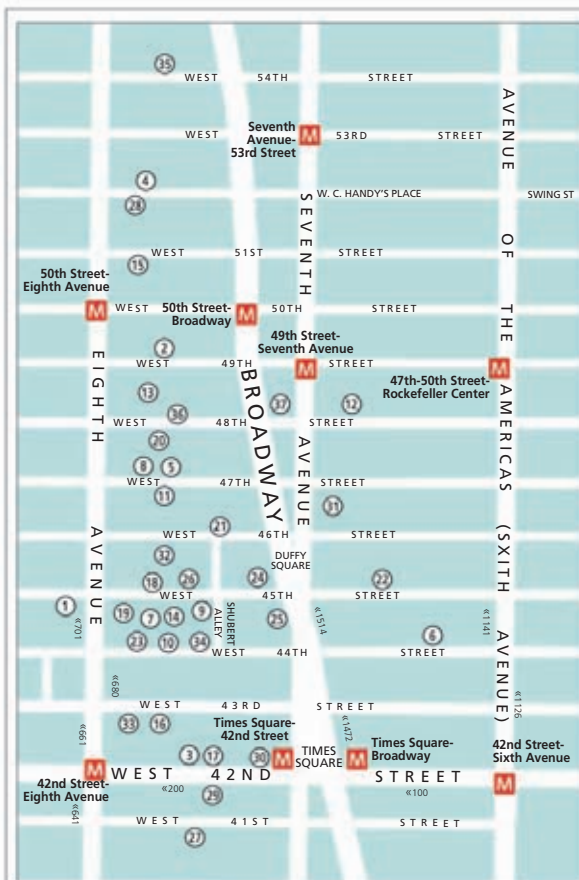 35
WEST 54TH STREET
Seventh
Avenue-
53rd Street
M
WEST 53RD STREET
4
28
W. C. HANDY'S PLACE
SWING ST
15
WEST 51ST STREET
50th Street-
Eighth Avenue
M
50th Street-
Broadway
M
WEST 50TH STREET
2
49th Street-
Seventh Avenue
M
WEST 49TH STREET
47th-50th Street-
Rockefeller Center
M
13
36
37
12
WEST 48TH STREET
20
8
5
WEST 47TH STREET
11
31
21
WEST 46TH STREET
DUFFY
SQUARE
32
18
26
24
22
WEST 45TH STREET
1
19
7
14
9
25
6
SHUBERT
ALLEY
23
10
34
WEST 44TH STREET
«701
«1514
«1141
«680
WEST 43RD STREET
«1126
33
16
«661
«1472
Times Square-
42nd Street
M
TIMES
SQUARE
M
Times Square-
Broadway
42nd Street-
Sixth Avenue
M
3
17
30
M
42nd Street-
Eighth Avenue
WEST 42ND STREET
«200
«100
29
«641
WEST 41ST STREET
27
EIGHTH AVENUE
BROADWAY
SEVENTH AVENUE
AVENUE OF THE AMERICAS (SXITH AVENUE)